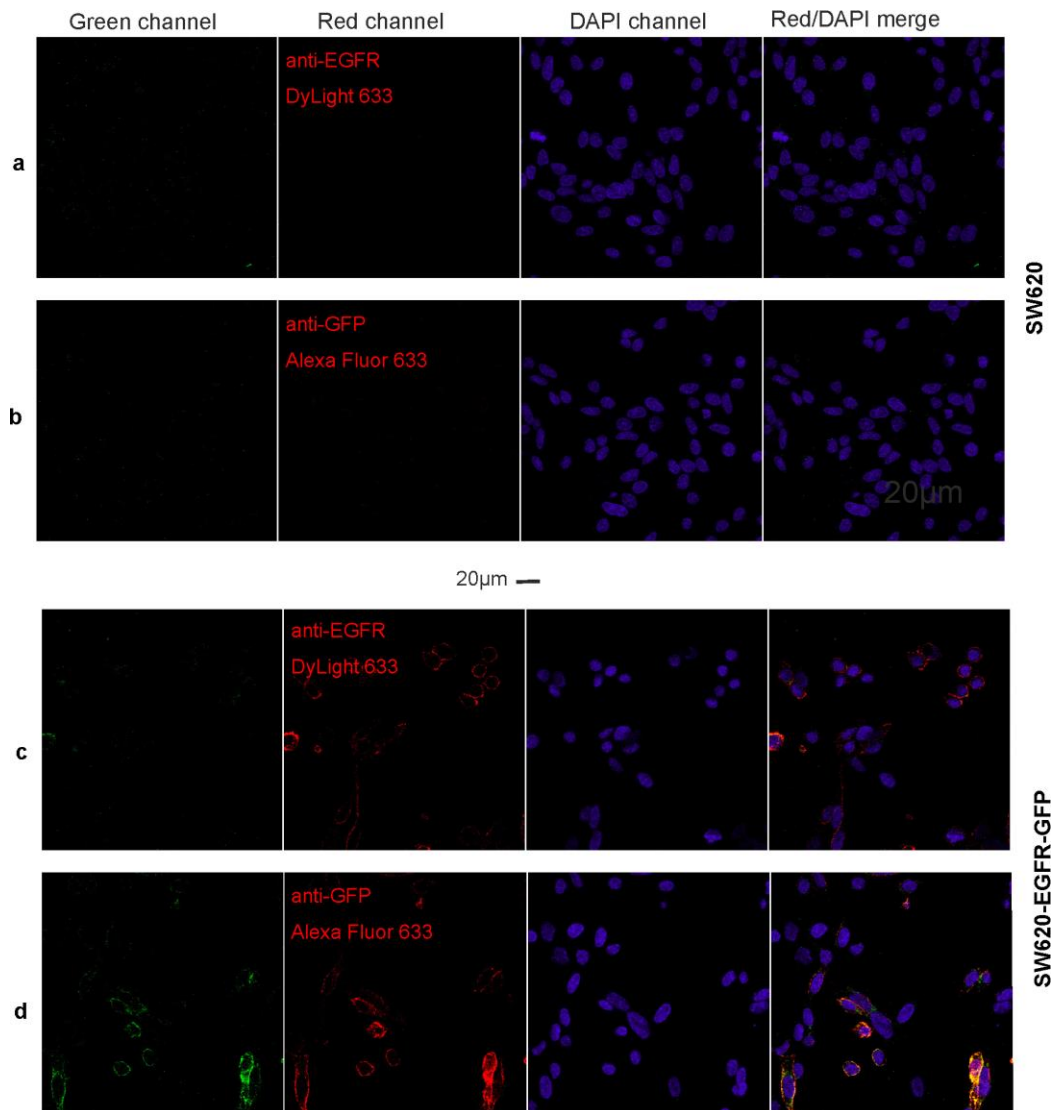 Green channel
Red channel
DAPI channel
Red/DAPI merge
a
anti-EGFR
DyLight 633
SW620
b
anti-GFP
Alexa Fluor 633
20µm
20µm
c
anti-EGFR
DyLight 633
SW620-EGFR-GFP
d
anti-GFP
Alexa Fluor 633